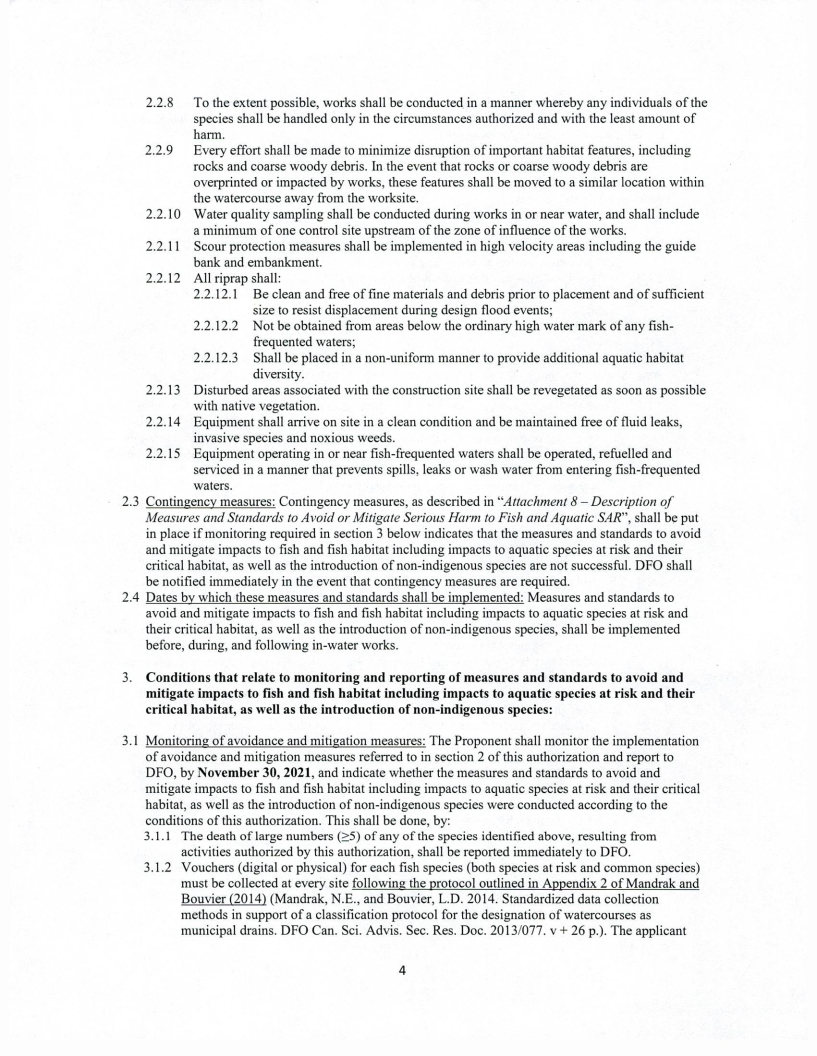 2.2.8 To the extent possible, works shall be conducted in a manner whereby any individuals of the
species shall be handled only in the circumstances authorized and with the least amount of
harm.
2.2.9 Every effort shall be made to minimize disruption of important habitat features, including
rocks and coarse woody debris. In the event that rocks or coarse woody debris are
overprinted or impacted by works, these features shall be moved to a similar location within
the watercourse away from the worksite.
2.2.10 Water quality sampling shall be conducted during works in or near water, and shall include
a minimum of one control site upstream of the zone of influence of the works.
2.2.11 Scour protection measures shall be implemented in high velocity areas including the guide
bank and embankment.
2.2.12 All riprap shall:
2.2.12.1 Be clean and free of fine materials and debris prior to placement and of sufficient
size to resist displacement during design flood events;
2.2.12.2 Not be obtained from areas below the ordinary high water mark of any fish-
frequented waters;
2.2.12.3 Shall be placed in a non-uniform manner to provide additional aquatic habitat
diversity.
2.2.13 Disturbed areas associated with the construction site shall be revegetated as soon as possible
with native vegetation.
2.2.14 Equipment shall arrive on site in a clean condition and be maintained free of fluid leaks,
invasive species and noxious weeds.
2.2.15 Equipment operating in or near fish-frequented waters shall be operated, refuelled and
serviced in a manner that prevents spills, leaks or wash water from entering fish-frequented
waters.
2.3 Contingency measures: Contingency measures, as described in “Attachment 8 – Description of
Measures and Standards to Avoid or Mitigate Serious Harm to Fish and Aquatic SAR”, shall be put
in place if monitoring required in section 3 below indicates that the measures and standards to avoid
and mitigate impacts to fish and fish habitat including impacts to aquatic species at risk and their
critical habitat, as well as the introduction of non-indigenous species are not successful. DFO shall
be notified immediately in the event that contingency measures are required.
2.4 Dates by which these measures and standards shall be implemented: Measures and standards to
avoid and mitigate impacts to fish and fish habitat including impacts to aquatic species at risk and
their critical habitat, as well as the introduction of non-indigenous species, shall be implemented
before, during, and following in-water works.
3. Conditions that relate to monitoring and reporting of measures and standards to avoid and
mitigate impacts to fish and fish habitat including impacts to aquatic species at risk and their
critical habitat, as well as the introduction of non-indigenous species:
3.1 Monitoring of avoidance and mitigation measures: The Proponent shall monitor the implementation
of avoidance and mitigation measures referred to in section 2 of this authorization and report to
DFO, by November 30, 2021, and indicate whether the measures and standards to avoid and
mitigate impacts to fish and fish habitat including impacts to aquatic species at risk and their critical
habitat, as well as the introduction of non-indigenous species were conducted according to the
conditions of this authorization. This shall be done, by:
3.1.1 The death of large numbers (≥5) of any of the species identified above, resulting from
activities authorized by this authorization, shall be reported immediately to DFO.
3.1.2 Vouchers (digital or physical) for each fish species (both species at risk and common species)
must be collected at every site following the protocol outlined in Appendix 2 of Mandrak and
Bouvier (2014) (Mandrak, N.E., and Bouvier, L.D. 2014. Standardized data collection
methods in support of a classification protocol for the designation of watercourses as
municipal drains. DFO Can. Sci. Advis. Sec. Res. Doc. 2013/077. v + 26 p.). The applicant
4